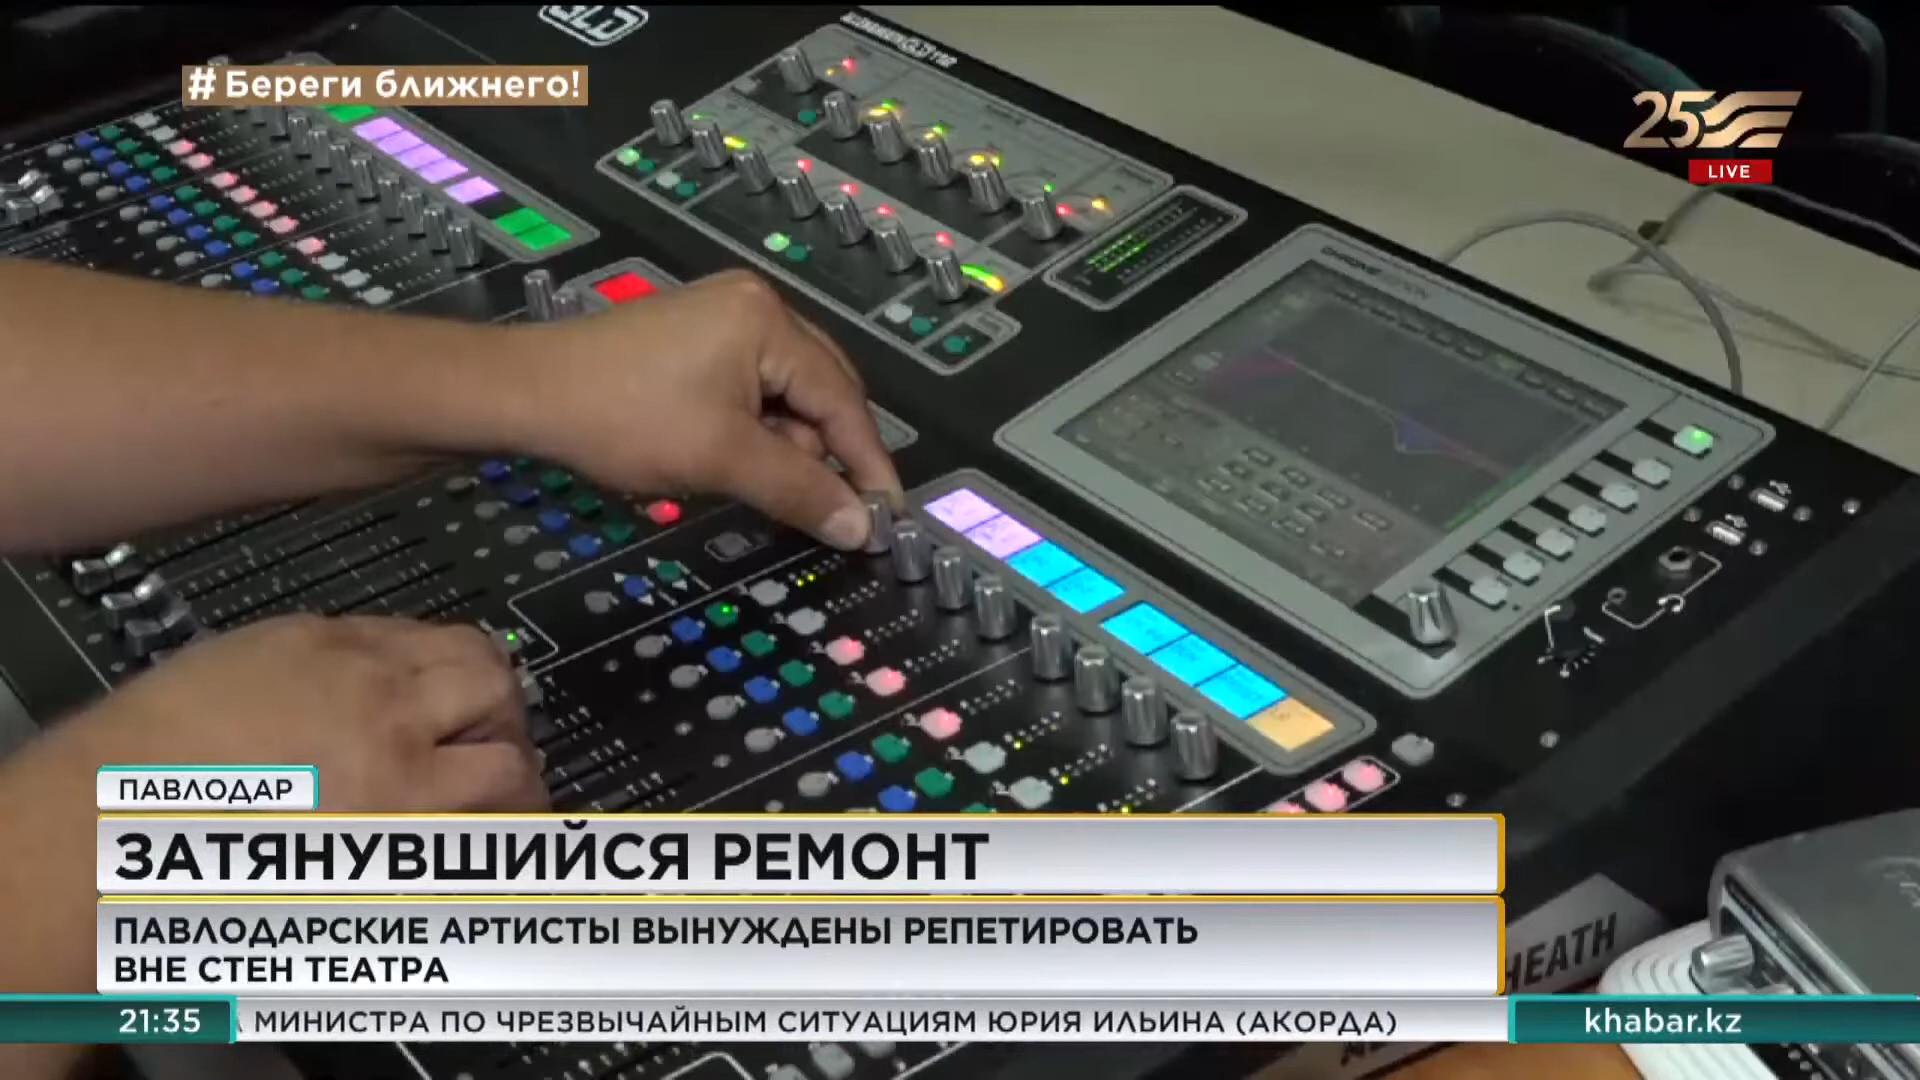 GLD
#Береги ближнего!
25
LIVE
ПАВЛОДАР
ЗАТЯНУВШИЙСЯ РЕМОНТ
ПАВЛОДАРСКИЕ АРТИСТЫ ВЫНУЖДЕНЫ РЕПЕТИРОВАТЬ
ВНЕ СТЕН ТЕАТРА
HEATH
21:35
МИНИСТРА ПО ЧРЕЗВЫЧАЙНЫМ СИТУАЦИЯМ ЮРИЯ ИЛЬИНА (АКОРДА)
khabar.kz